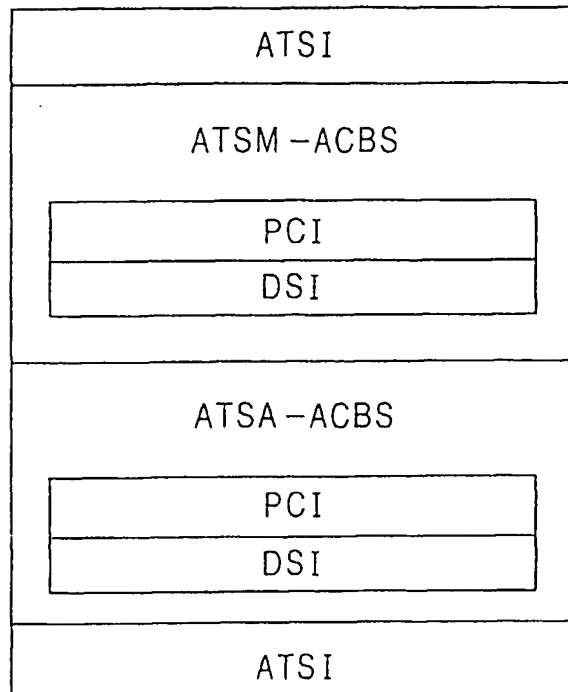 ATSI
ATSM-ACBS
PCI
DSI
ATSA-ACBS
PCI
DSI
ATSI